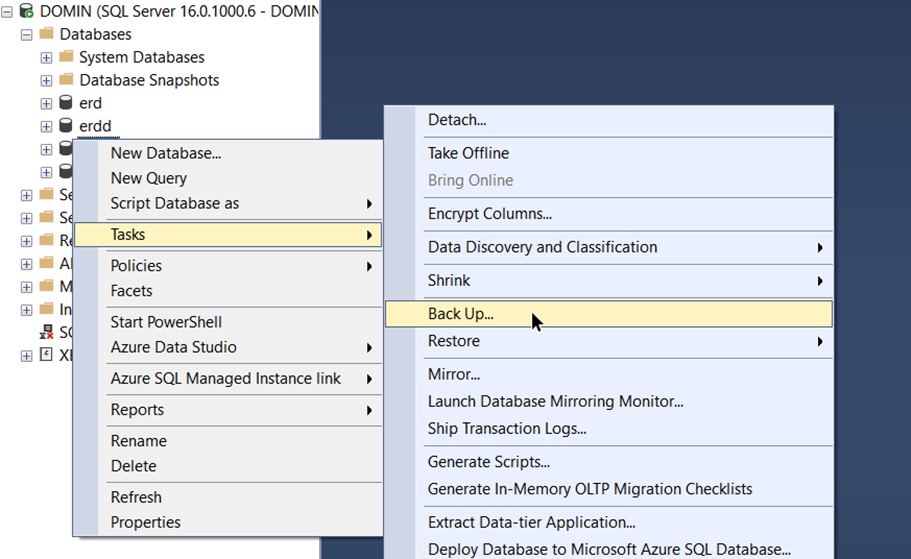 DOMIN (SQL Server 16.0.1000.6 - DOMIN
Databases
System Databases
Database Snapshots
erd
erdd
Se
Se
Re
A
M
In
SC
XE
New Database...
New Query
Script Database as
Tasks
Policies
Facets
Start PowerShell
Azure Data Studio
Azure SQL Managed Instance link
Reports
Rename
Delete
Refresh
Properties
Detach...
Take Offline
Bring Online
Encrypt Columns...
Data Discovery and Classification
Shrink
Back Up...
Restore
Mirror...
Launch Database Mirroring Monitor...
Ship Transaction Logs...
Generate Scripts...
Generate In-Memory OLTP Migration Checklists
Extract Data-tier Application...
Deploy Database to Microsoft Azure SQL Database...